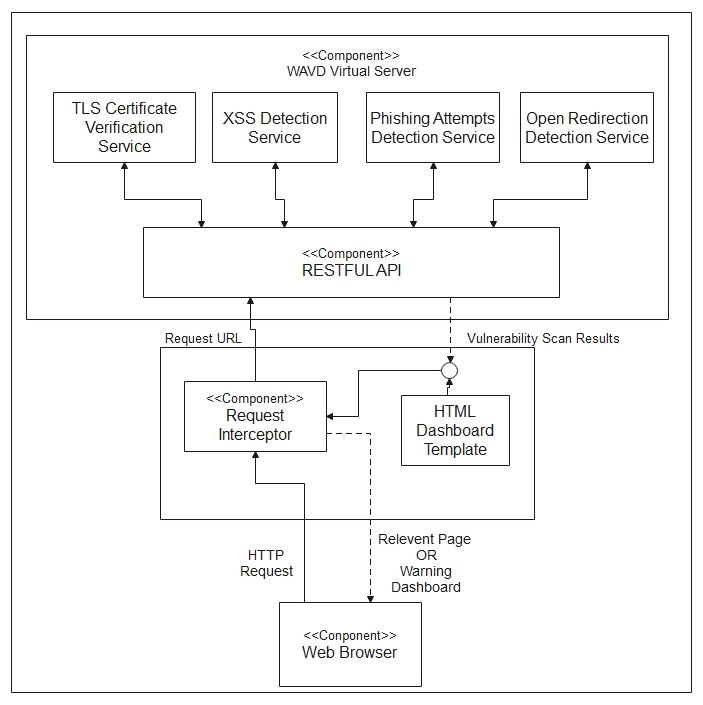 <<Component>>
WAVD Virtual Server
TLS Certificate
Verification
Service
XSS Detection
Service
Phishing Attempts
Detection Service
Open Redirection
Detection Service
<<Component>>
RESTFUL API
Request URL
Vulnerability Scan Results
<<Component>>
Request
Interceptor
HTML
Dashboard
Template
HTTP
Request
Relevent Page
OR
Warning
Dashboard
<<Component>>
Web Browser